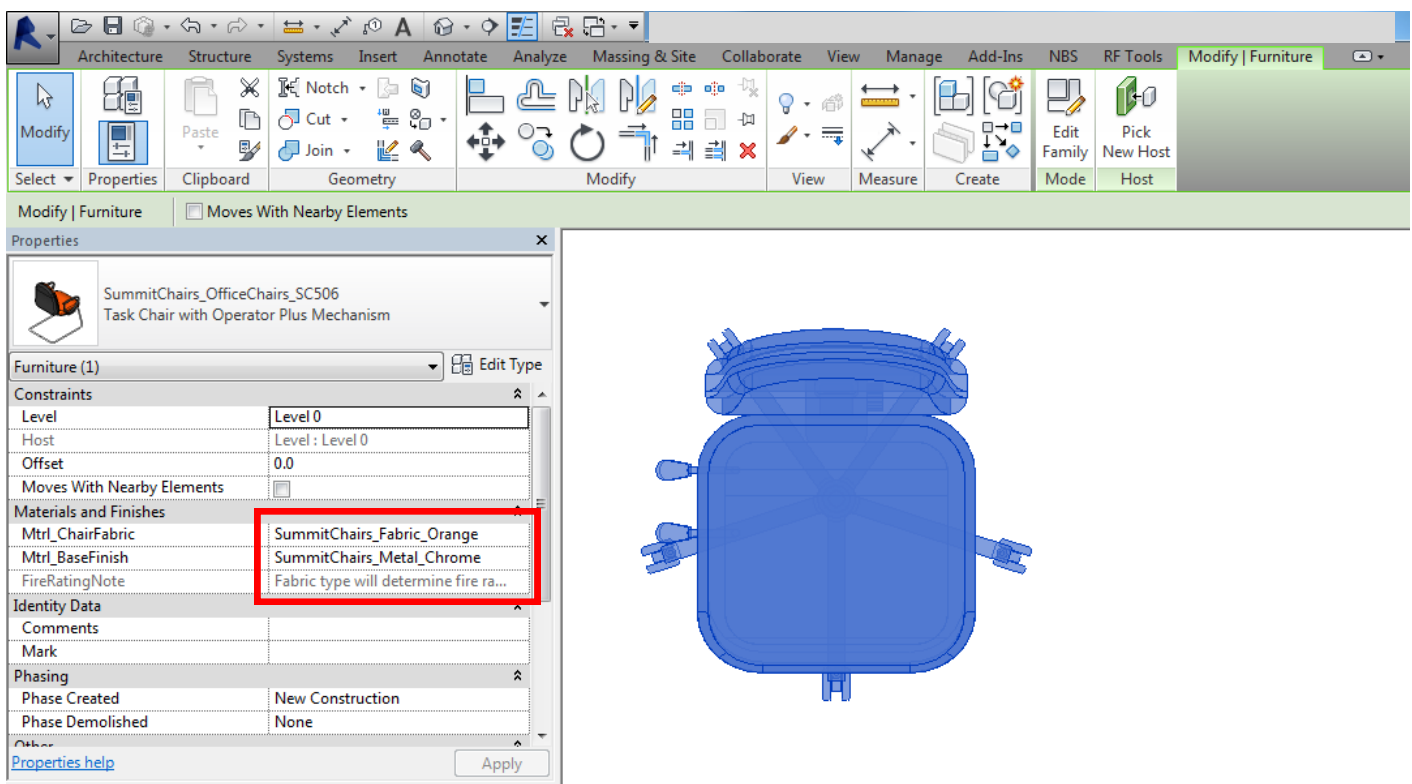 Architecture Structure Systems Insert Annotate Analyze Massing & Site Collaborate View Manage Add-Ins NBS RF Tools Modify | Furniture
Modify
Paste
Notch
Cut
Join
Edit Family
Pick New Host
Select Properties Clipboard Geometry Modify View Measure Create Mode Host
Modify | Furniture Moves With Nearby Elements
Properties
SummitChairs_OfficeChairs_SC506
Task Chair with Operator Plus Mechanism
Furniture (1) Edit Type
Constraints
Level Level 0
Host Level : Level 0
Offset 0.0
Moves With Nearby Elements
Materials and Finishes
Mtrl_ChairFabric SummitChairs_Fabric_Orange
Mtrl_BaseFinish SummitChairs_Metal_Chrome
FireRatingNote Fabric type will determine fire ra...
Identity Data
Comments
Mark
Phasing
Phase Created New Construction
Phase Demolished None
Other
Properties help Apply